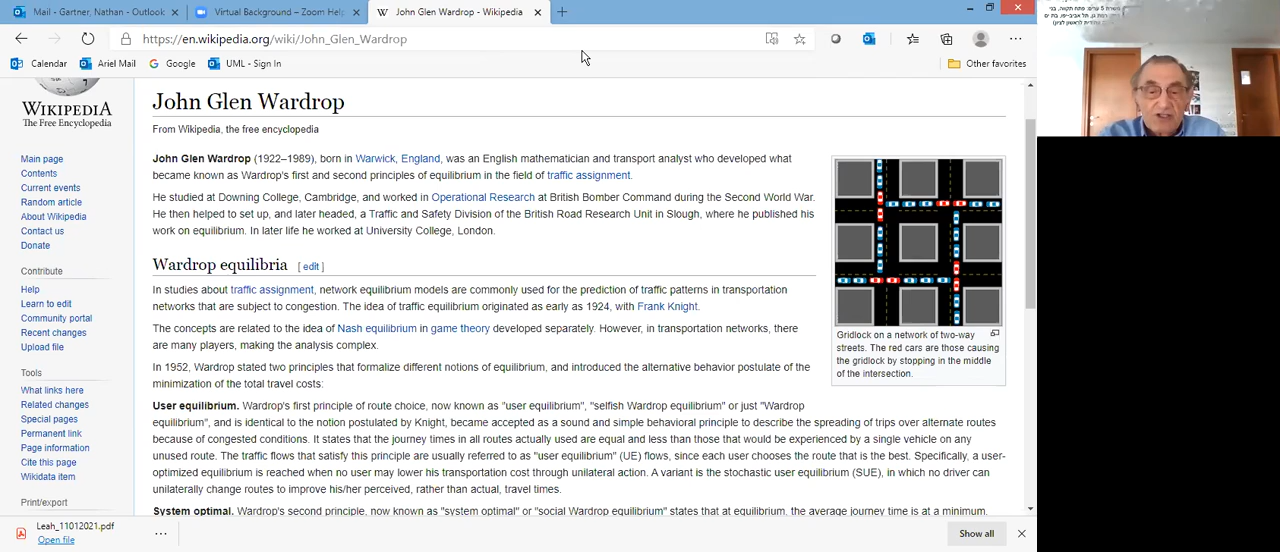 Mail - Gartner, Nathan - Outlook
Virtual Background – Zoom Help
John Glen Wardrop - Wikipedia
https://en.wikipedia.org/wiki/John_Glen_Wardrop
Calendar
Ariel Mail
Google
UML - Sign In
Other favorites
WIKIPEDIA
The Free Encyclopedia
Main page
Contents
Current events
Random article
About Wikipedia
Contact us
Donate
Contribute
Help
Learn to edit
Community portal
Recent changes
Upload file
Tools
What links here
Related changes
Special pages
Permanent link
Page information
Cite this page
Wikidata item
Print/export
John Glen Wardrop
From Wikipedia, the free encyclopedia
John Glen Wardrop (1922–1989), born in Warwick, England, was an English mathematician and transport analyst who developed what
became known as Wardrop's first and second principles of equilibrium in the field of traffic assignment.
He studied at Downing College, Cambridge, and worked in Operational Research at British Bomber Command during the Second World War.
He then helped to set up, and later headed, a Traffic and Safety Division of the British Road Research Unit in Slough, where he published his
work on equilibrium. In later life he worked at University College, London.
Wardrop equilibria [ edit ]
See more about traffic assignment, network equilibrium models are commonly used for the prediction of traffic patterns in transportation
networks that are subject to congestion. The idea of traffic equilibrium originated as early as 1924, with Frank Knight.
The concepts are related to the idea of Nash equilibrium in game theory developed separately. However, in transportation networks, there
are many players, making the analysis complex.
In 1952, Wardrop stated two principles that formalize different notions of equilibrium, and introduced the alternative behavior postulate of the
minimization of the total travel costs:
User equilibrium. Wardrop's first principle of route choice, now known as "user equilibrium", "selfish Wardrop equilibrium" or just "Wardrop
equilibrium", and is identical to the notion postulated by Knight, became accepted as a sound and simple behavioral principle to describe the spreading of trips over alternate routes
because of congested conditions. It states that the journey times in all routes actually used are equal and less than those that would be experienced by a single vehicle on any
unused route. The traffic flows that satisfy this principle are usually referred to as "user equilibrium" (UE) flows, since each user chooses the route that is the best. Specifically, a user-
optimized equilibrium is reached when no user may lower his transportation cost through unilateral action. A variant is the stochastic user equilibrium (SUE), in which no driver can
unilaterally change routes to improve his/her perceived, rather than actual, travel times.
System optimal. Wardrop's second principle, now known as "system optimal" or "social Wardrop equilibrium" states that at equilibrium, the average journey time is at a minimum.
Gridlock on a network of two-way
streets. The red cars are those causing
the gridlock by stopping in the middle
of the intersection.
Leah_11012021.pdf
Open file
Show all